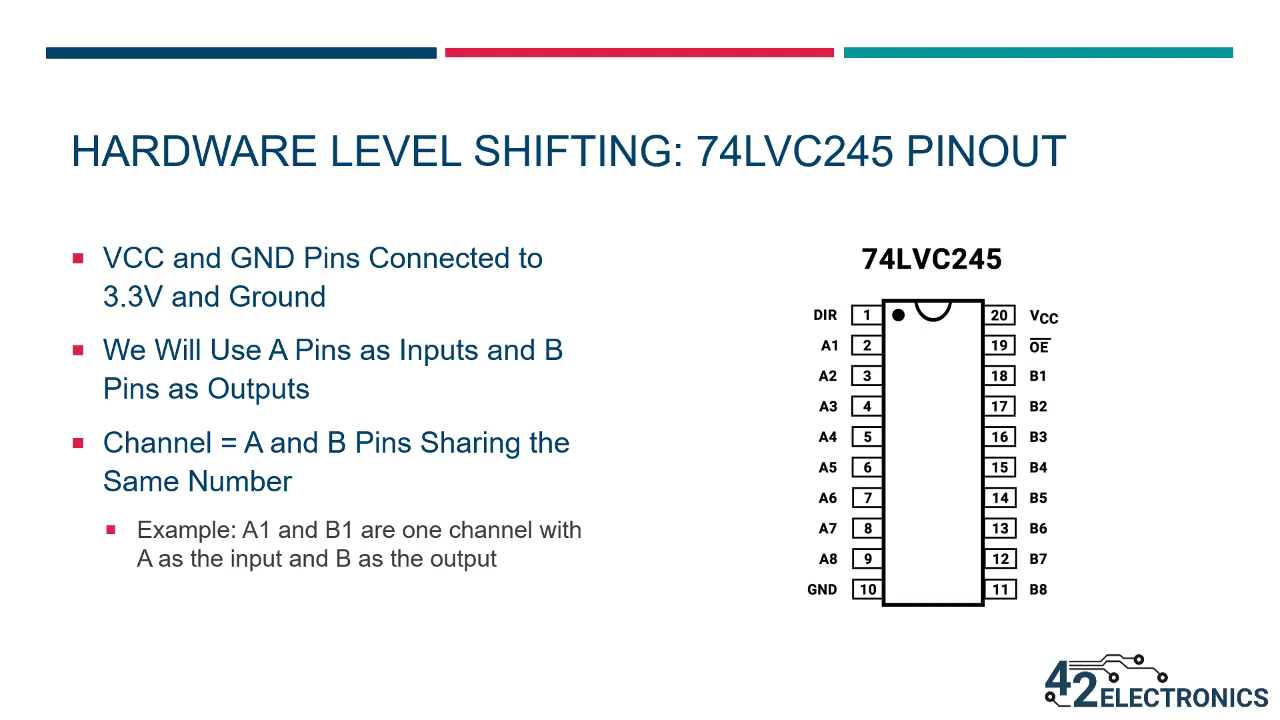 HARDWARE LEVEL SHIFTING: 74LVC245 PINOUT
VCC and GND Pins Connected to
3.3V and Ground
We Will Use A Pins as Inputs and B
Pins as Outputs
Channel = A and B Pins Sharing the
Same Number
Example: A1 and B1 are one channel with
A as the input and B as the output
74LVC245
DIR 1 20 VCC
A1 2 19 OE
A2 3 18 B1
A3 4 17 B2
A4 5 16 B3
A5 6 15 B4
A6 7 14 B5
A7 8 13 B6
A8 9 12 B7
GND 10 11 B8
42 ELECTRONICS